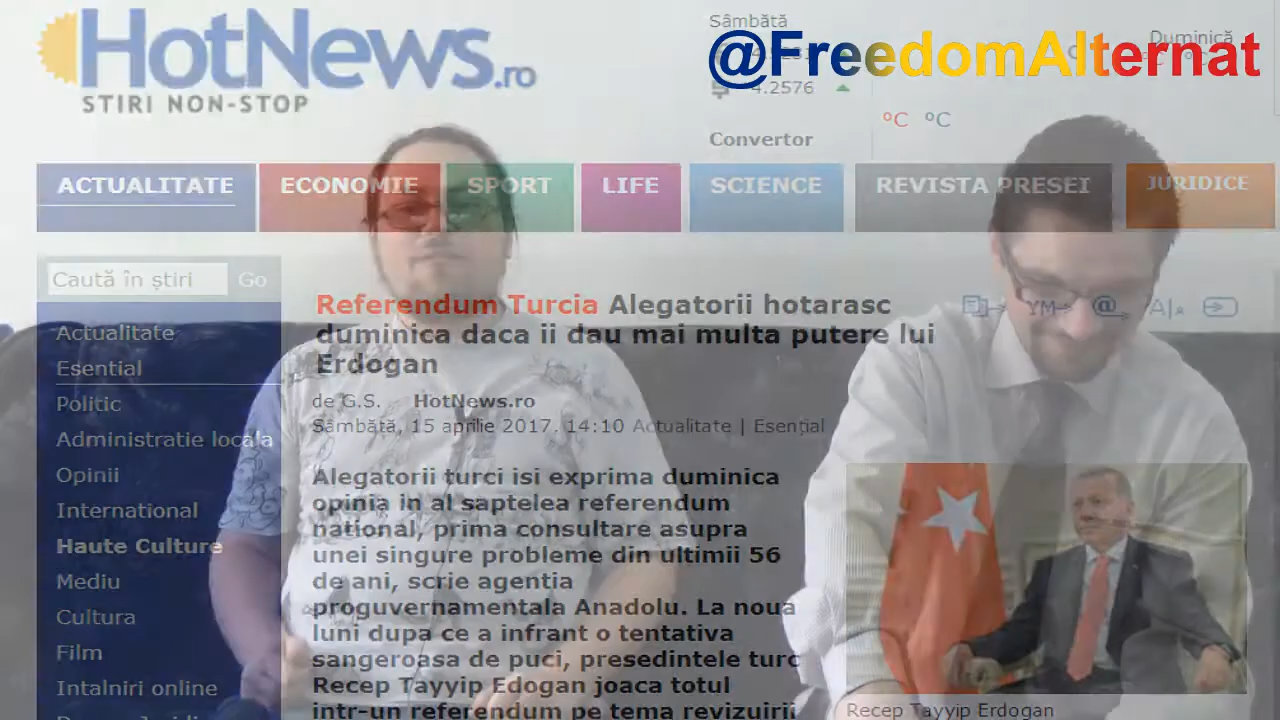 HotNews.ro
STIRI NON-STOP
Sâmbătă
@FreedomAlternat
Duminică
4.2576
ºC ºC
Convertor
ACTUALITATE ECONOMIE SPORT LIFE SCIENCE REVISTA PRESEI JURIDICE
Caută în știri Go
Actualitate
Esential
Politic
Administratie locala
Opinii
International
Haute Culture
Mediu
Cultura
Film
Intalniri online
Referendum Turcia Alegatorii hotarasc
duminica daca ii dau mai multa putere lui
Erdogan
YM @ A|A
de G.S. HotNews.ro
Sâmbătă, 15 aprilie 2017, 14:10 Actualitate | Esenţial
Alegatorii turci isi exprima duminica
opinia in al saptelea referendum
national, prima consultare asupra
unei singure probleme din ultimii 56
de ani, scrie agentia
proguvernamentala Anadolu. La noua
luni dupa ce a infrant o tentativa
sangeroasa de puci, presedintele turc
Recep Tayyip Edogan joaca totul
intr-un referendum pe tema revizuirii
Recep Tayyip Erdogan